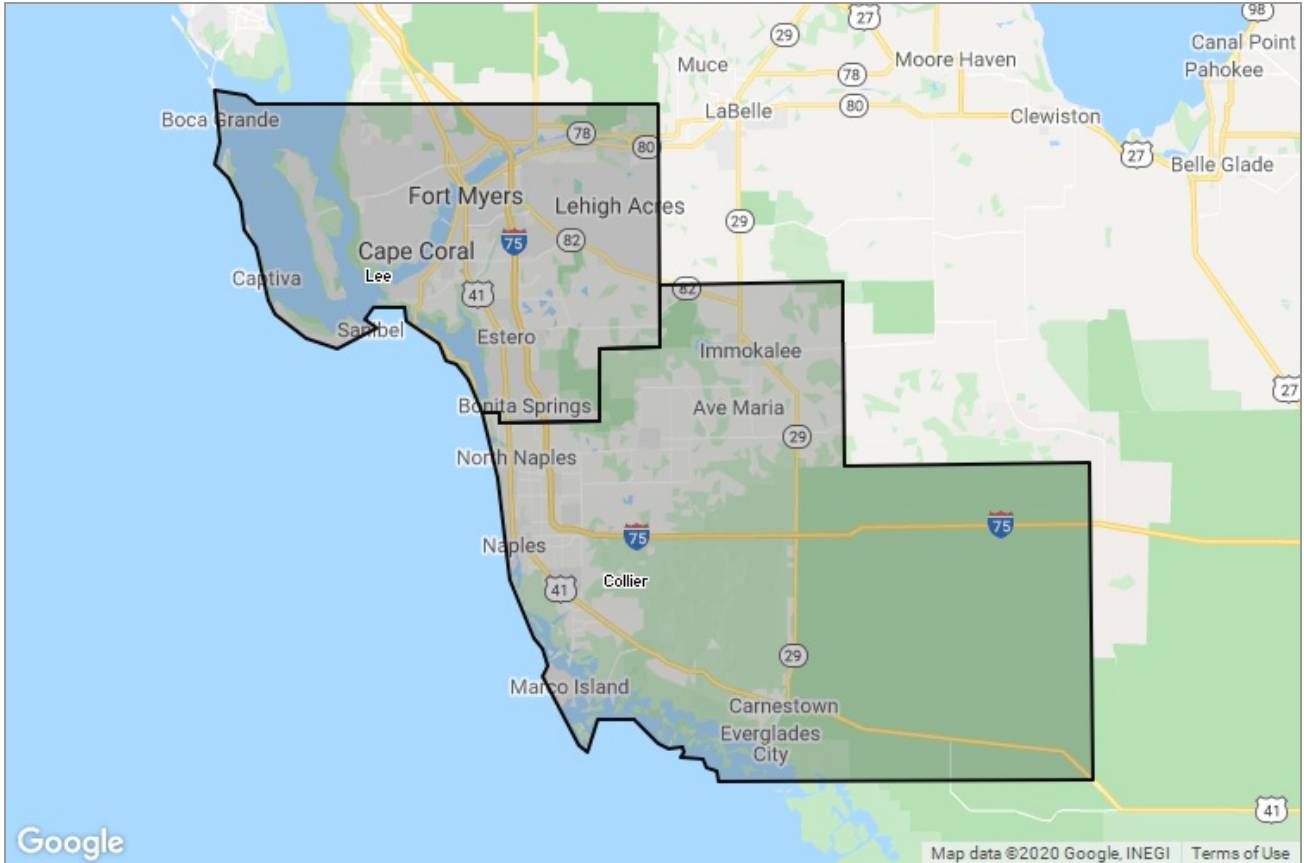 27
98
29
Canal Point
Muce
Moore Haven
Pahokee
78
LaBelle
80
Clewiston
Boca Grande
78
80
27
Belle Glade
Fort Myers
Lehigh Acres
29
75
82
Cape Coral
Captiva
Lee
41
82
Sanibel
Estero
Immokalee
27
Bonita Springs
Ave Maria
29
North Naples
75
75
Naples
Collier
41
29
Marco Island
Carnestown
Everglades
City
41
Google
Map data ©2020 Google, INEGI
Terms of Use